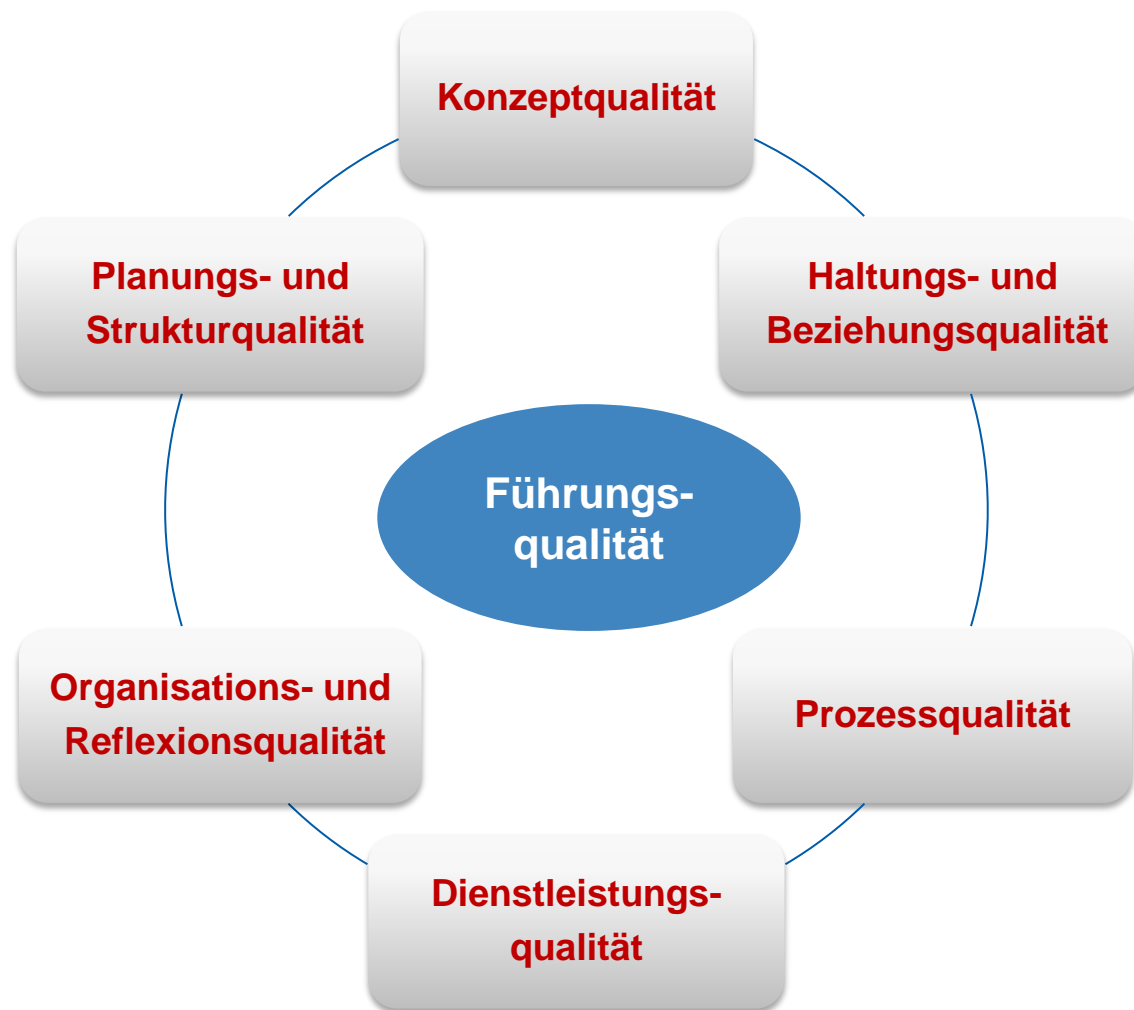 Konzeptqualität
Planungs- und
Strukturqualität
Haltungs- und
Beziehungsqualität
Führungs-
qualität
Organisations- und
Reflexionsqualität
Prozessqualität
Dienstleistungs-
qualität